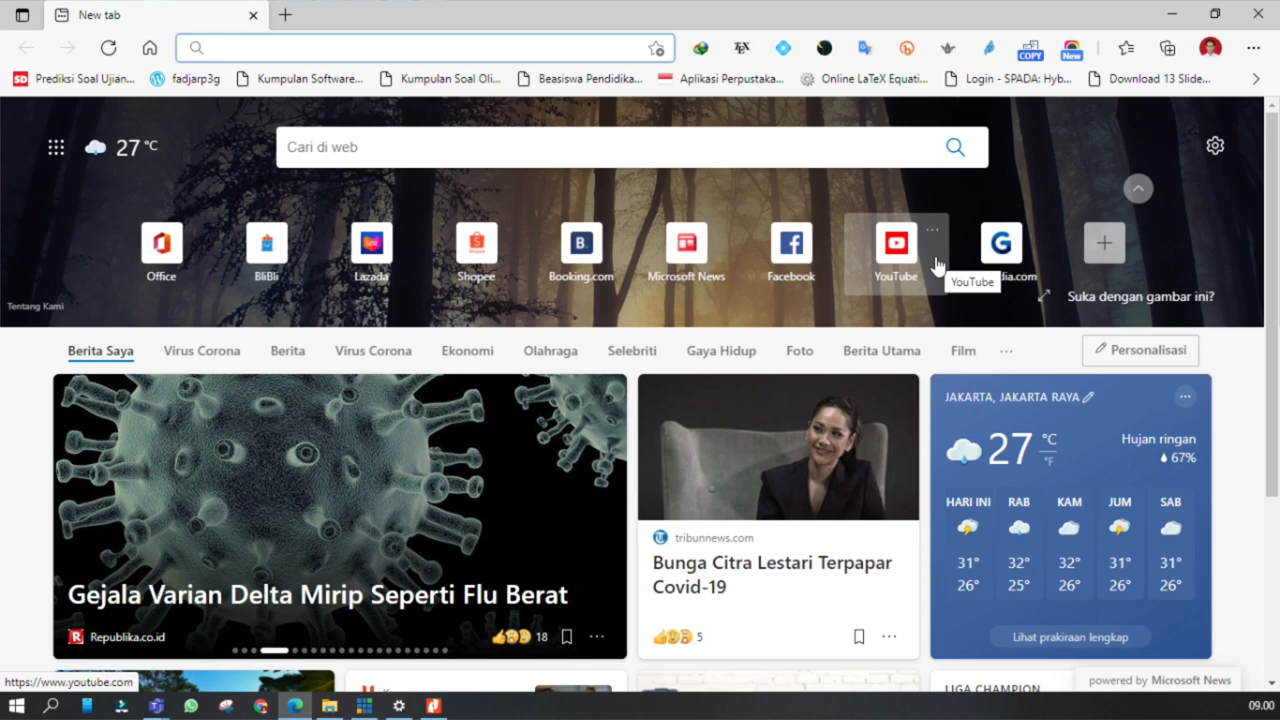 New tab
COPY
New
SD
Prediksi Soal Ujian...
fadjarp3g
Kumpulan Software...
Kumpulan Soal Oli...
Beasiswa Pendidika...
Aplikasi Perpustaka...
Online LaTeX Equati...
Login - SPADA: Hyb...
Download 13 Slide...
27 °C
Cari di web
Office
BliBli
Lazada
Shopee
Booking.com
Microsoft News
Facebook
YouTube
dia.com
YouTube
Tentang Kami
Suka dengan gambar ini?
Berita Saya
Virus Corona
Berita
Virus Corona
Ekonomi
Olahraga
Selebriti
Gaya Hidup
Foto
Berita Utama
Film
Personalisasi
Gejala Varian Delta Mirip Seperti Flu Berat
Republika.co.id
18
tribunnews.com
Bunga Citra Lestari Terpapar
Covid-19
5
JAKARTA, JAKARTA RAYA
27 °C
°F
Hujan ringan
67%
HARI INI RAB KAM JUM SAB
31° 32° 32° 31° 31°
26° 25° 26° 26° 26°
Lihat prakiraan lengkap
https://www.youtube.com
LIGA CHAMPION
powered by Microsoft News
09.00